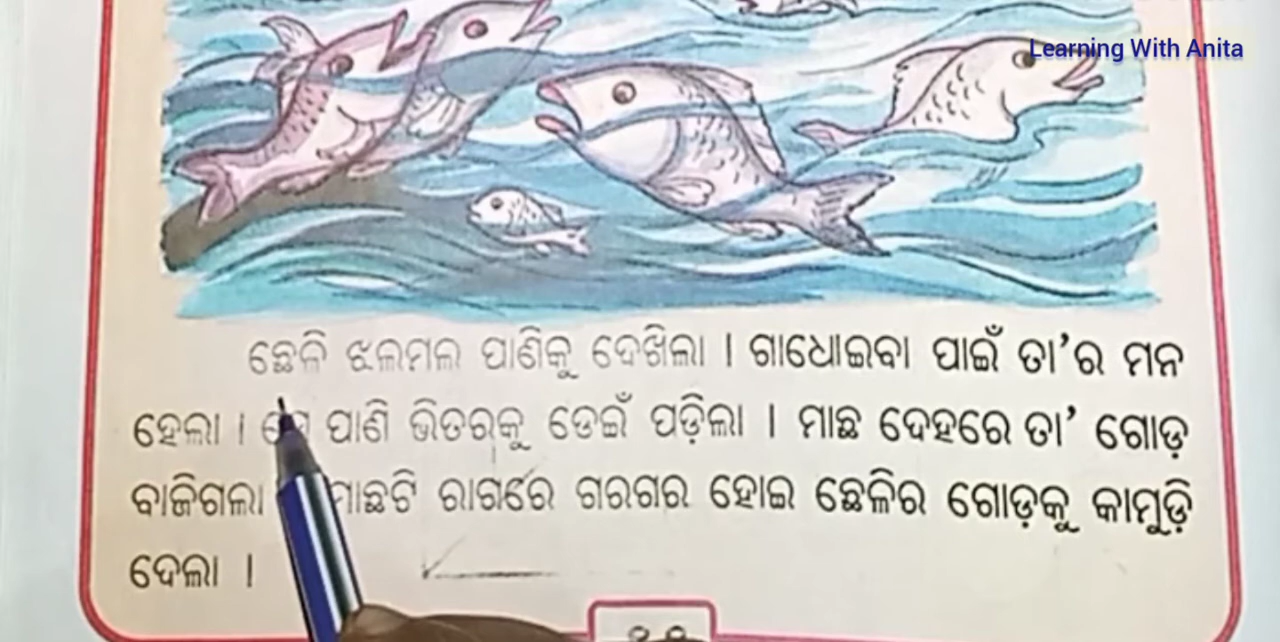 Learning With Anita
ଛେଳି ଝଲମଲ ପାଣିକୁ ଦେଖିଲା । ଗାଧୋଇବା ପାଇଁ ତା’ର ମନ
ହେଲା । ସେ ପାଣି ଭିତରକୁ ଡେଇଁ ପଡ଼ିଲା । ମାଛ ଦେହରେ ତା’ ଗୋଡ଼
ବାଜିଗଲା ମାଛଟି ରାଗରେ ଗରଗର ହୋଇ ଛେଳିର ଗୋଡ଼କୁ କାମୁଡ଼ି
ଦେଲା ।